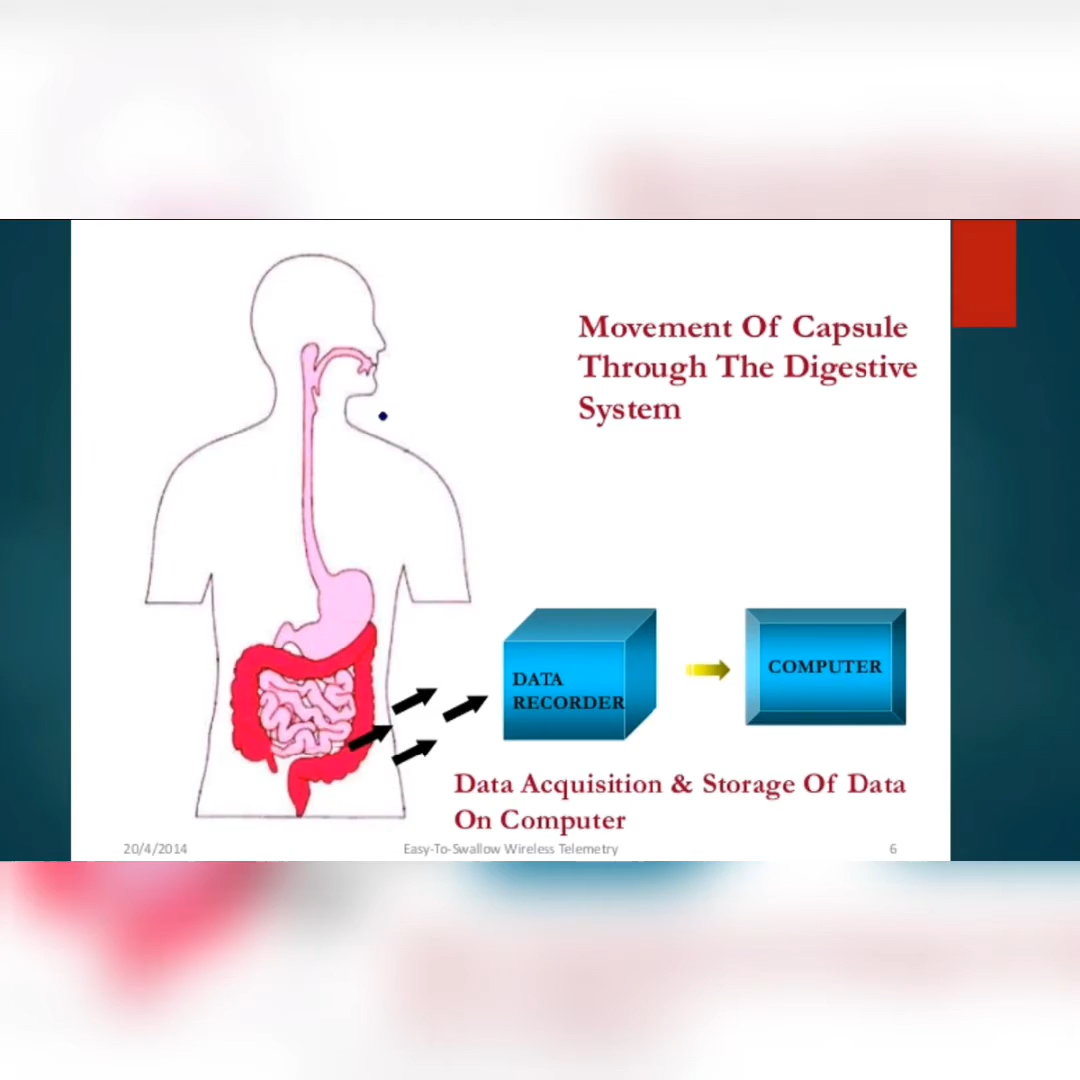 Movement Of Capsule
Through The Digestive
System
DATA
RECORDER
COMPUTER
Data Acquisition & Storage Of Data
On Computer
20/4/2014
Easy-To-Swallow Wireless Telemetry
6